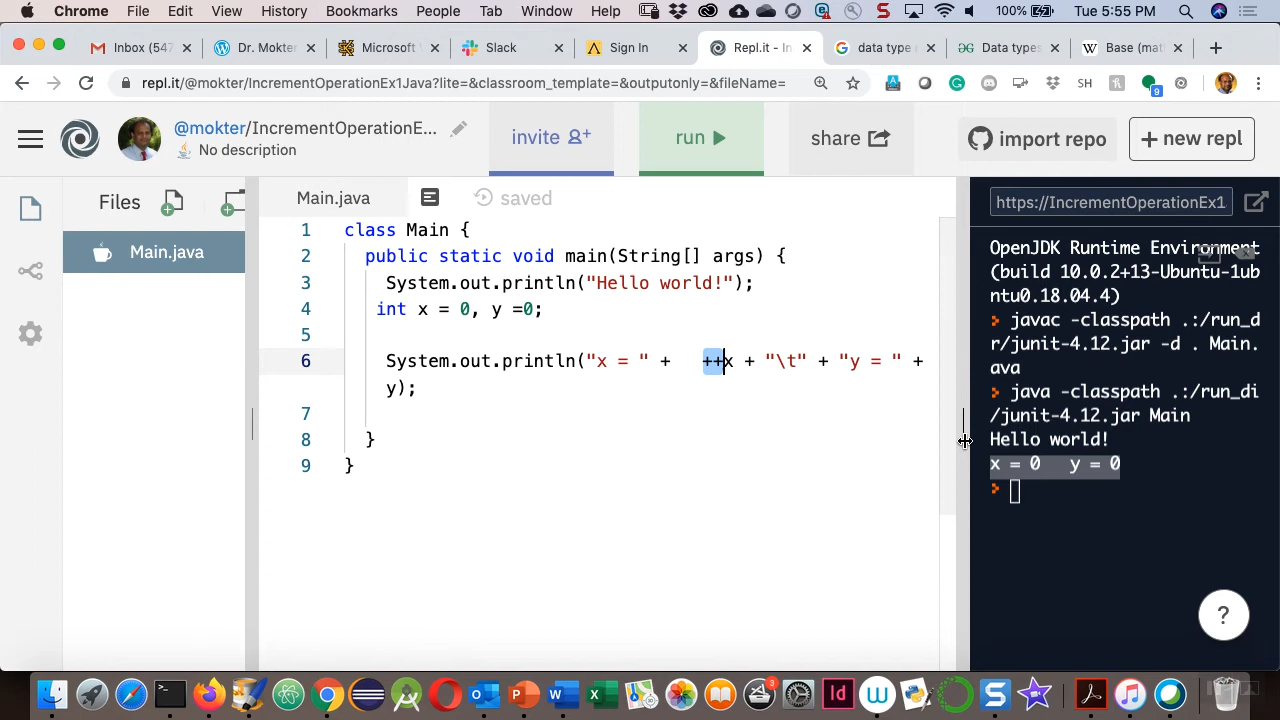 Chrome File Edit View History Bookmarks People Tab Window Help 100% Tue 5:55 PM
Inbox (547 Dr. Mokter Microsoft Slack Sign In Repl.it - In data type Data types Base (mat
repl.it/@mokter/IncrementOperationEx1Java?lite=&classroom_template=&outputonly=&fileName= SH 9
@mokter/IncrementOperationE...
No description
invite run share import repo + new repl
Files Main.java saved https://IncrementOperationEx1
Main.java
1 class Main {
2 public static void main(String[] args) {
3 System.out.println("Hello world!");
4 int x = 0, y =0;
5
6 System.out.println("x = " + ++x + "\t" + "y = " +
y);
7
8 }
9 }
OpenJDK Runtime Environment
(build 10.0.2+13-Ubuntu-1ub
ntu0.18.04.4)
javac -classpath .:/run_d
r/junit-4.12.jar -d . Main.
ava
java -classpath .:/run_di
/junit-4.12.jar Main
Hello world!
x = 0 y = 0
?
3 Id W S